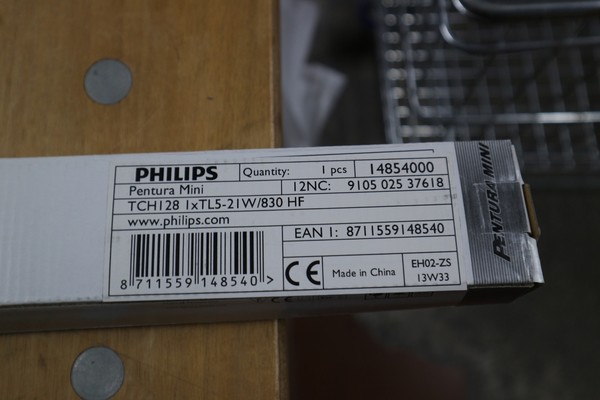 PHILIPS Quantity: 1 pcs 14854000
Pentura Mini 12NC: 9105 025 37618
TCH128 1xTL5-21W/830 HF
www.philips.com
EAN 1: 8711559148540
8 711559 148540 >
CE Made in China EH02-ZS
13W33
PENTURA MINI